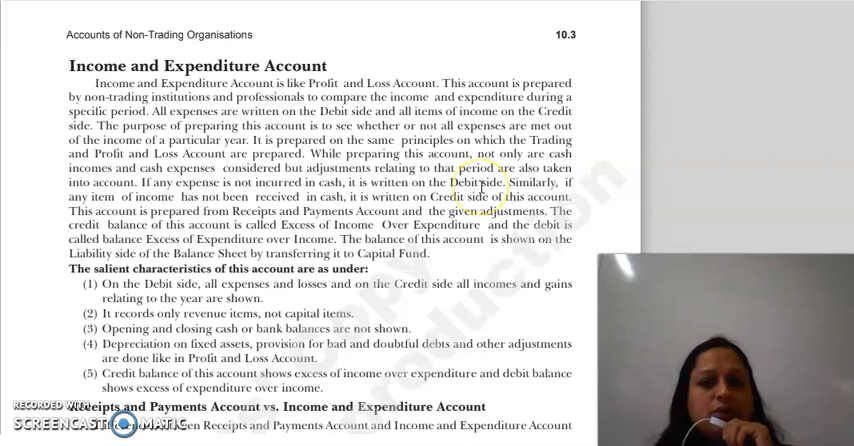 Accounts of Non-Trading Organisations 10.3
Income and Expenditure Account
Income and Expenditure Account is like Profit and Loss Account. This account is prepared
by non-trading institutions and professionals to compare the income and expenditure during a
specific period. All expenses are written on the Debit side and all items of income on the Credit
side. The purpose of preparing this account is to see whether or not all expenses are met out
of the income of a particular year. It is prepared on the same principles on which the Trading
and Profit and Loss Account are prepared. While preparing this account, not only are cash
incomes and cash expenses considered but adjustments relating to that period are also taken
into account. If any expense is not incurred in cash, it is written on the Debit side. Similarly, if
any item of income has not been received in cash, it is written on Credit side of this account.
This account is prepared from Receipts and Payments Account and the given adjustments. The
credit balance of this account is called Excess of Income Over Expenditure and the debit is
called balance Excess of Expenditure over Income. The balance of this account is shown on the
Liability side of the Balance Sheet by transferring it to Capital Fund.
The salient characteristics of this account are as under:
(1) On the Debit side, all expenses and losses and on the Credit side all incomes and gains
relating to the year are shown.
(2) It records only revenue items, not capital items.
(3) Opening and closing cash or bank balances are not shown.
(4) Depreciation on fixed assets, provision for bad and doubtful debts and other adjustments
are done like in Profit and Loss Account.
(5) Credit balance of this account shows excess of income over expenditure and debit balance
shows excess of expenditure over income.
RECORDED WITH
Receipts and Payments Account vs. Income and Expenditure Account
SCREENCAST MATIC
Receipts and Payments Account and Income and Expenditure Account